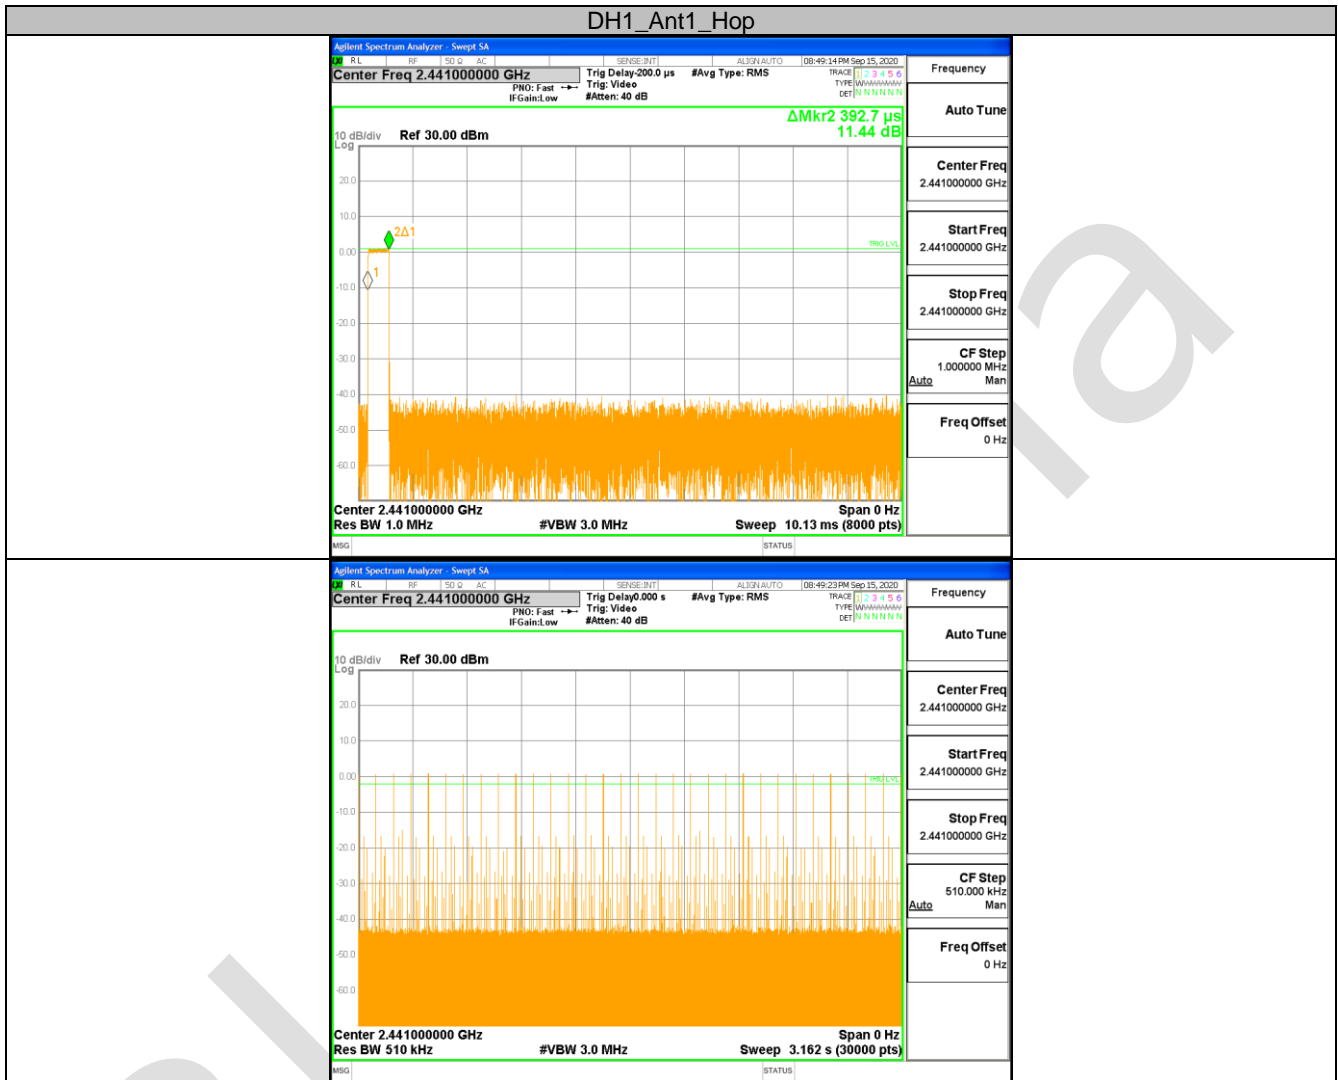 DH1_Ant1_Hop
Agilent Spectrum Analyzer - Swept SA
RL RF 50 Ω AC SENSE:INT ALIGN AUTO 08:49:14 PM Sep 15, 2020
Center Freq 2.441000000 GHz
PNO: Fast
IFGain:Low
Trig Delay-200.0 µs
Trig: Video
#Atten: 40 dB
#Avg Type: RMS
TRACE 1 2 3 4 5 6
TYPE
DET N N N N N N
ΔMkr2 392.7 µs
11.44 dB
10 dB/div
Log
Ref 30.00 dBm
20.0
10.0
0.00
-10.0
-20.0
-30.0
-40.0
-50.0
-60.0
2Δ1
1
TRIG LVL
Center 2.441000000 GHz
Span 0 Hz
Res BW 1.0 MHz
#VBW 3.0 MHz
Sweep 10.13 ms (8000 pts)
MSG
STATUS
Frequency
Auto Tune
Center Freq
2.441000000 GHz
Start Freq
2.441000000 GHz
Stop Freq
2.441000000 GHz
CF Step
1.000000 MHz
Auto Man
Freq Offset
0 Hz
Agilent Spectrum Analyzer - Swept SA
RL RF 50 Ω AC SENSE:INT ALIGN AUTO 08:49:23 PM Sep 15, 2020
Center Freq 2.441000000 GHz
PNO: Fast
IFGain:Low
Trig Delay0.000 s
Trig: Video
#Atten: 40 dB
#Avg Type: RMS
TRACE 1 2 3 4 5 6
TYPE
DET N N N N N N
10 dB/div
Log
Ref 30.00 dBm
20.0
10.0
0.00
-10.0
-20.0
-30.0
-40.0
-50.0
-60.0
TRIG LVL
Center 2.441000000 GHz
Span 0 Hz
Res BW 510 kHz
#VBW 3.0 MHz
Sweep 3.162 s (30000 pts)
MSG
STATUS
Frequency
Auto Tune
Center Freq
2.441000000 GHz
Start Freq
2.441000000 GHz
Stop Freq
2.441000000 GHz
CF Step
510.000 kHz
Auto Man
Freq Offset
0 Hz